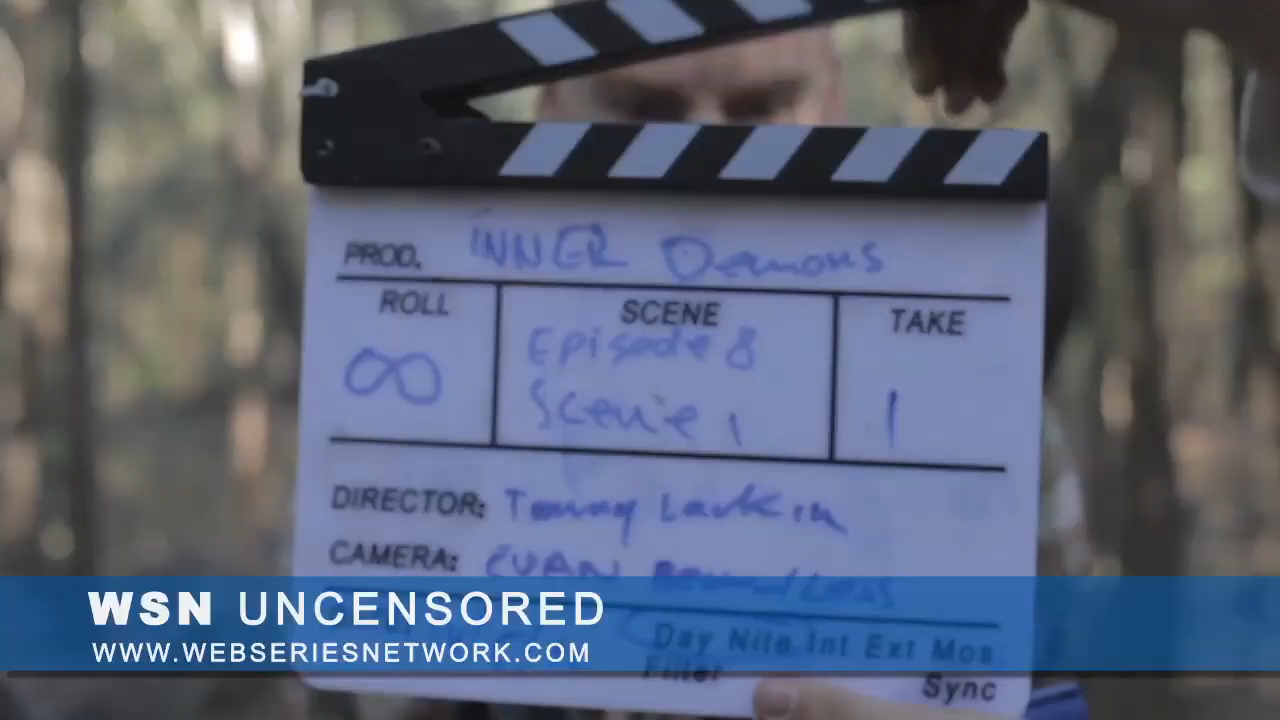 PROD. INNER Demons
ROLL SCENE TAKE
∞ Episode 8 Scene 1 1
DIRECTOR: Tommy Larkin
CAMERA: EVAN
WSN UNCENSORED
Day Nite Int Ext Mos
WWW.WEBSERIESNETWORK.COM
Filter Sync